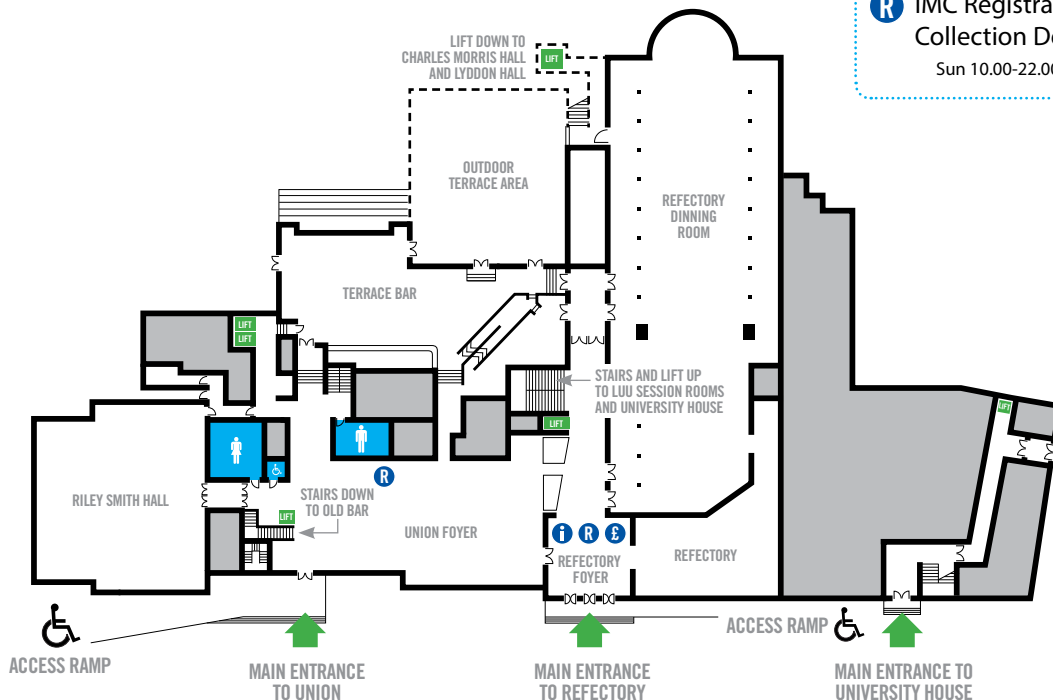 R IMC Registra
Collection De
Sun 10.00-22.00
LIFT DOWN TO
CHARLES MORRIS HALL
AND LYDDON HALL
LIFT
OUTDOOR
TERRACE AREA
REFECTORY
DINNING
ROOM
TERRACE BAR
LIFT
LIFT
STAIRS AND LIFT UP
TO LUU SESSION ROOMS
AND UNIVERSITY HOUSE
LIFT
LIFT
R
RILEY SMITH HALL
STAIRS DOWN
TO OLD BAR
LIFT
UNION FOYER
i R £
REFECTORY
FOYER
REFECTORY
ACCESS RAMP
ACCESS RAMP
MAIN ENTRANCE
TO UNION
MAIN ENTRANCE
TO REFECTORY
MAIN ENTRANCE TO
UNIVERSITY HOUSE